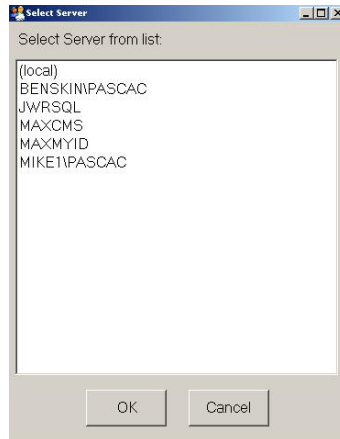 Select Server
Select Server from list:
(local)
BENSKIN\PASCAC
JWRSQL
MAXCMS
MAXMYID
MIKE1\PASCAC
OK
Cancel